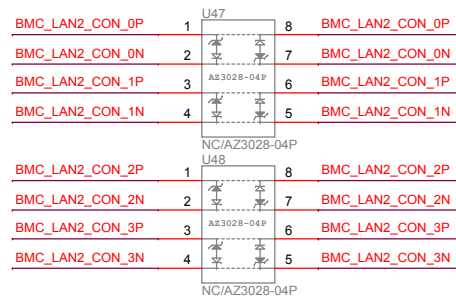 U47
BMC_LAN2_CON_0P 1 8 BMC_LAN2_CON_0P
BMC_LAN2_CON_0N 2 7 BMC_LAN2_CON_0N
AZ3028-04P
BMC_LAN2_CON_1P 3 6 BMC_LAN2_CON_1P
BMC_LAN2_CON_1N 4 5 BMC_LAN2_CON_1N
NC/AZ3028-04P
U48
BMC_LAN2_CON_2P 1 8 BMC_LAN2_CON_2P
BMC_LAN2_CON_2N 2 7 BMC_LAN2_CON_2N
AZ3028-04P
BMC_LAN2_CON_3P 3 6 BMC_LAN2_CON_3P
BMC_LAN2_CON_3N 4 5 BMC_LAN2_CON_3N
NC/AZ3028-04P